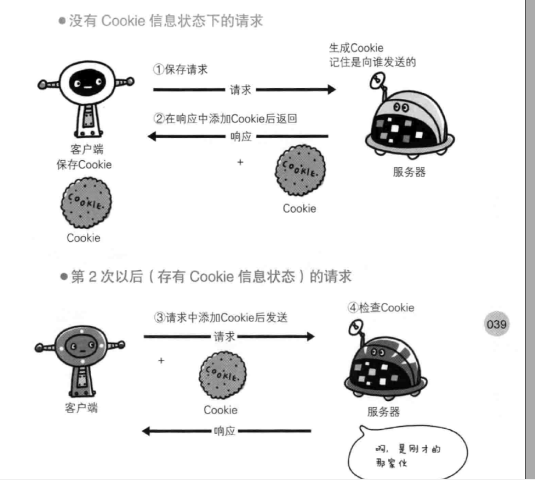 ●没有 Cookie 信息状态下的请求
生成Cookie
记住是向谁发送的
①保存请求
请求
②在响应中添加Cookie后返回
响应
客户端
保存Cookie
+
COOKIE
服务器
COOKIE
Cookie
Cookie
●第 2 次以后（存有 Cookie 信息状态）的请求
④检查Cookie
③请求中添加Cookie后发送
039
请求
+
COOKIE
客户端
Cookie
服务器
响应
啊，是刚才的
那家伙